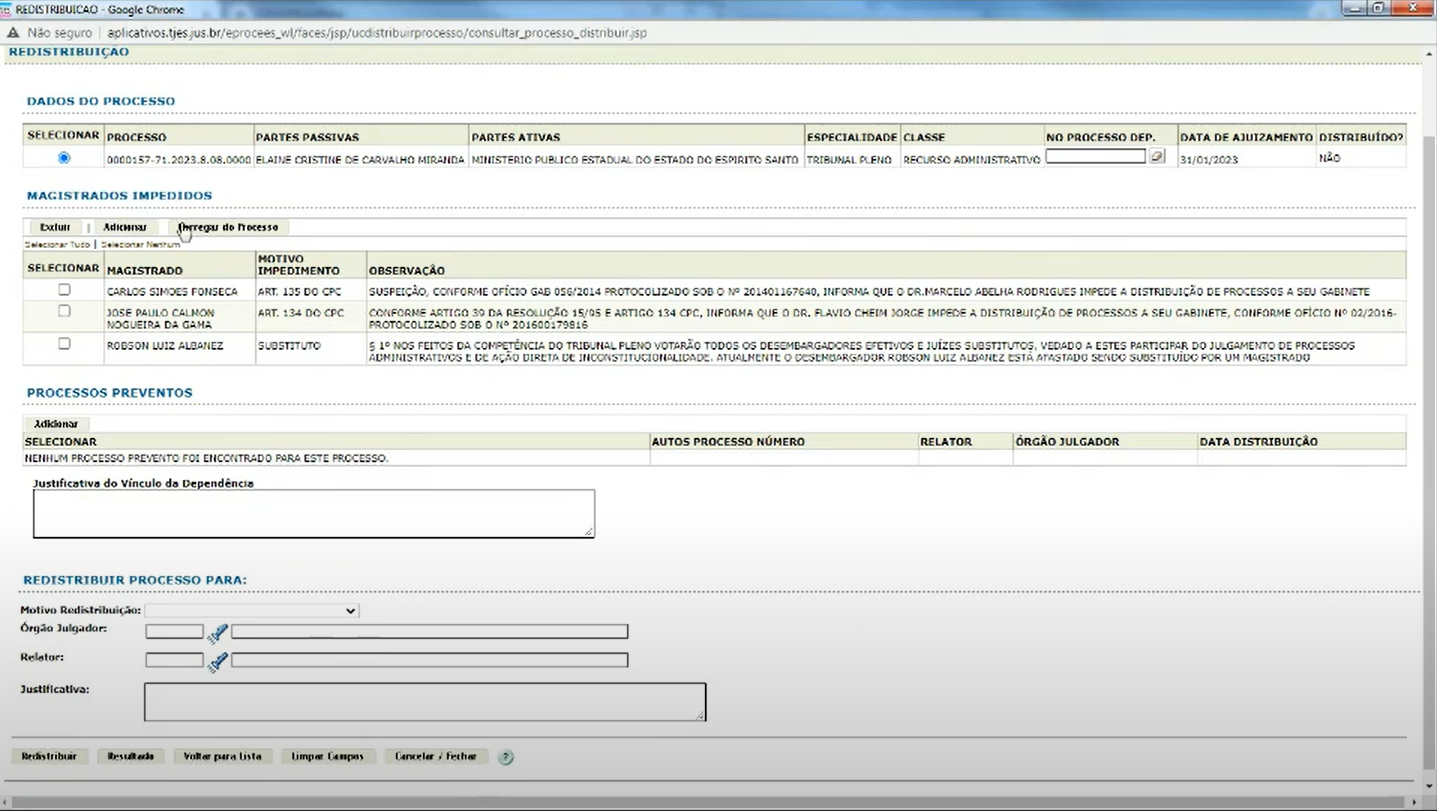 REDISTRIBUICAO - Google Chrome
Não seguro | aplicativos.tjes.jus.br/eprocees_wl/faces/jsp/ucdistribuirprocesso/consultar_processo_distribuir.jsp
REDISTRIBUIÇÃO
DADOS DO PROCESSO
SELECIONAR PROCESSO PARTES PASSIVAS PARTES ATIVAS ESPECIALIDADE CLASSE NO PROCESSO DEP. DATA DE AJUIZAMENTO DISTRIBUÍDO?
0000157-71.2023.8.08.0000 ELAINE CRISTINE DE CARVALHO MIRANDA MINISTERIO PUBLICO ESTADUAL DO ESTADO DO ESPIRITO SANTO TRIBUNAL PLENO RECURSO ADMINISTRATIVO 31/01/2023 NÃO
MAGISTRADOS IMPEDIDOS
Excluir | Adicionar Carregar do Processo
Selecionar Tudo | Selecionar Nenhum
SELECIONAR MAGISTRADO MOTIVO IMPEDIMENTO OBSERVAÇÃO
CARLOS SIMOES FONSECA ART. 135 DO CPC SUSPEIÇÃO, CONFORME OFÍCIO GAB 056/2014 PROTOCOLIZADO SOB O Nº 201401167640, INFORMA QUE O DR.MARCELO ABELHA RODRIGUES IMPEDE A DISTRIBUIÇÃO DE PROCESSOS A SEU GABINETE
JOSE PAULO CALMON NOGUEIRA DA GAMA ART. 134 DO CPC CONFORME ARTIGO 39 DA RESOLUÇÃO 15/95 E ARTIGO 134 CPC, INFORMA QUE O DR. FLAVIO CHEIM JORGE IMPEDE A DISTRIBUIÇÃO DE PROCESSOS A SEU GABINETE, CONFORME OFÍCIO Nº 02/2016-
PROTOCOLIZADO SOB O Nº 201600179816
ROBSON LUIZ ALBANEZ SUBSTITUTO § 1º NOS FEITOS DA COMPETÊNCIA DO TRIBUNAL PLENO VOTARÃO TODOS OS DESEMBARGADORES EFETIVOS E JUÍZES SUBSTITUTOS, VEDADO A ESTES PARTICIPAR DO JULGAMENTO DE PROCESSOS
ADMINISTRATIVOS E DE AÇÃO DIRETA DE INCONSTITUCIONALIDADE. ATUALMENTE O DESEMBARGADOR ROBSON LUIZ ALBANEZ ESTÁ AFASTADO SENDO SUBSTITUÍDO POR UM MAGISTRADO
PROCESSOS PREVENTOS
Adicionar
SELECIONAR AUTOS PROCESSO NÚMERO RELATOR ÓRGÃO JULGADOR DATA DISTRIBUIÇÃO
NENHUM PROCESSO PREVENTO FOI ENCONTRADO PARA ESTE PROCESSO.
Justificativa do Vínculo da Dependência
REDISTRIBUIR PROCESSO PARA:
Motivo Redistribuição:
Órgão Julgador:
Relator:
Justificativa:
Redistribuir Resultado Voltar para Lista Limpar Campos Cancelar / Fechar ?